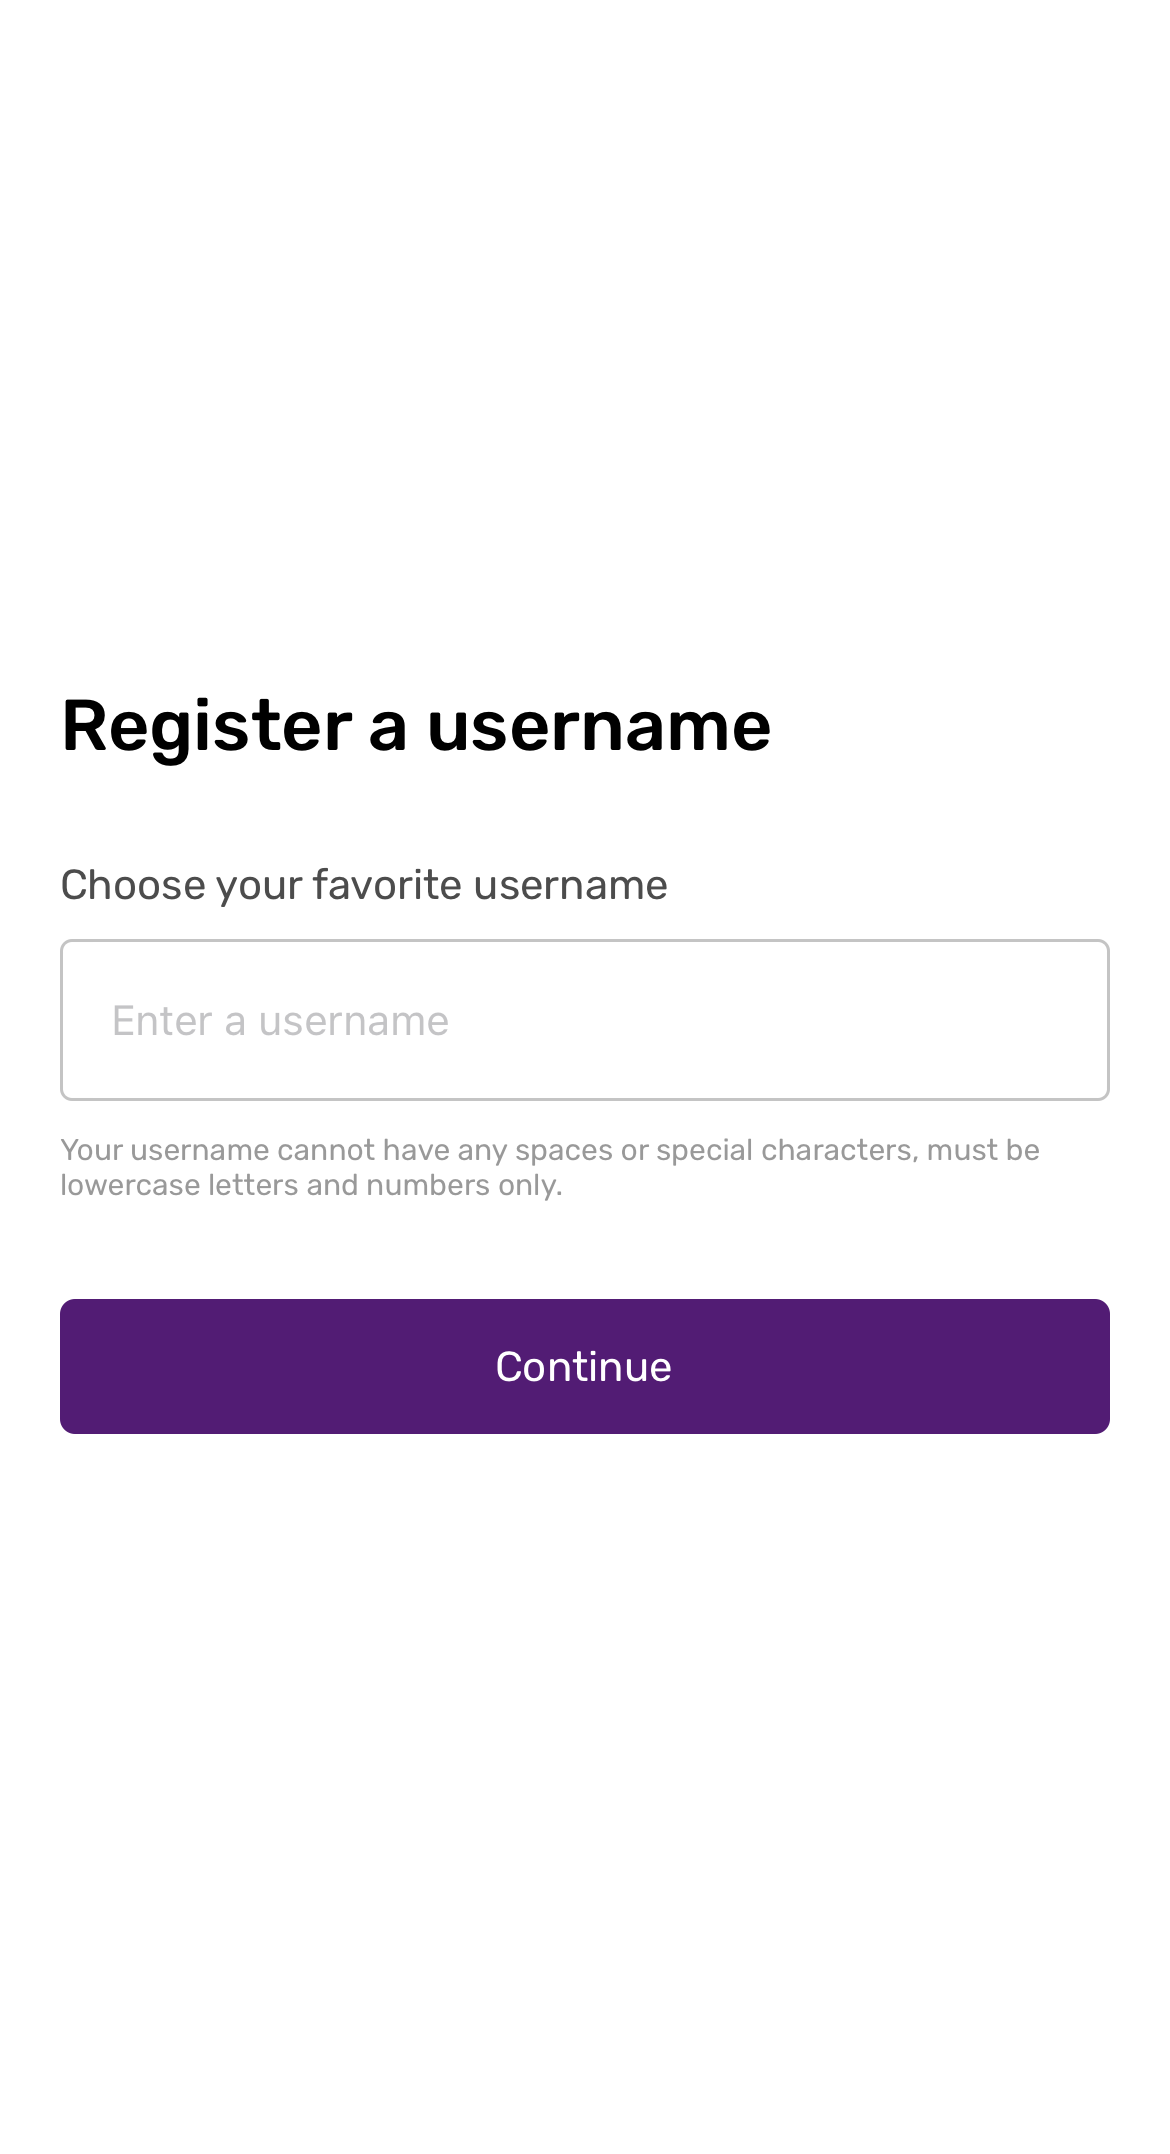 Register a username
Choose your favorite username
Enter a username
Your username cannot have any spaces or special characters, must be
lowercase letters and numbers only.
Continue